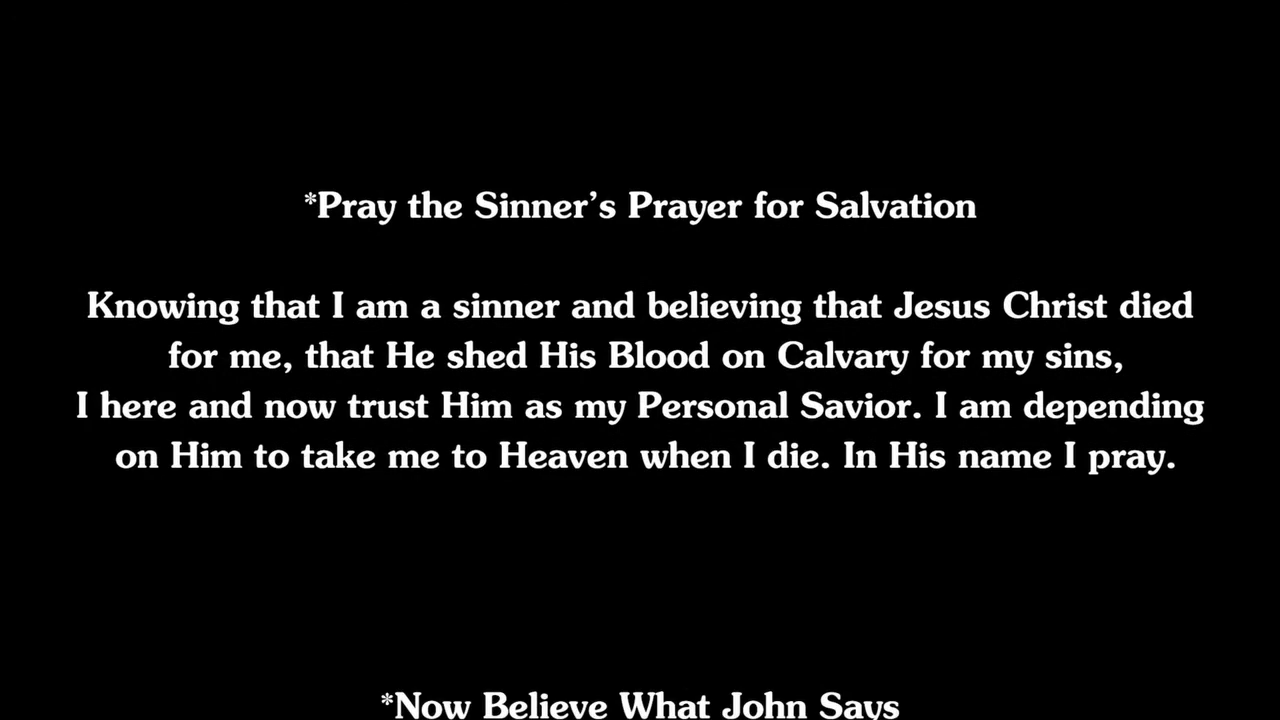 *Pray the Sinner’s Prayer for Salvation
Knowing that I am a sinner and believing that Jesus Christ died
for me, that He shed His Blood on Calvary for my sins,
I here and now trust Him as my Personal Savior. I am depending
on Him to take me to Heaven when I die. In His name I pray.
*Now Believe What John Says